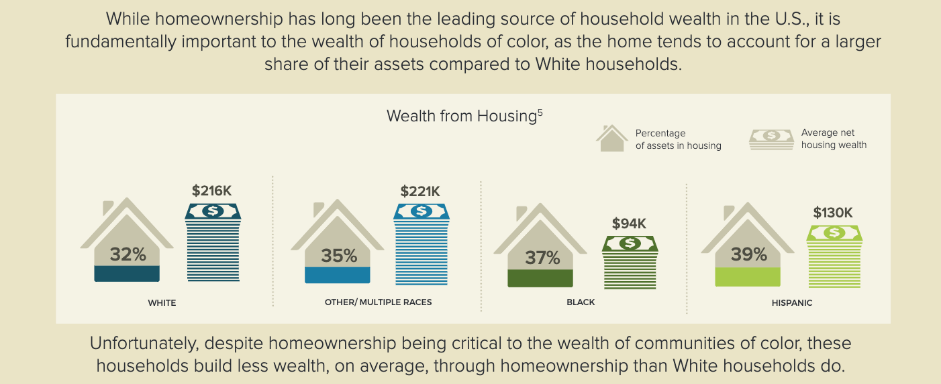 While homeownership has long been the leading source of household wealth in the U.S., it is
fundamentally important to the wealth of households of color, as the home tends to account for a larger
share of their assets compared to White households.
Wealth from Housing5
Percentage
of assets in housing
Average net
housing wealth
$216K
32%
WHITE
$221K
35%
OTHER/ MULTIPLE RACES
$94K
37%
BLACK
$130K
39%
HISPANIC
Unfortunately, despite homeownership being critical to the wealth of communities of color, these
households build less wealth, on average, through homeownership than White households do.